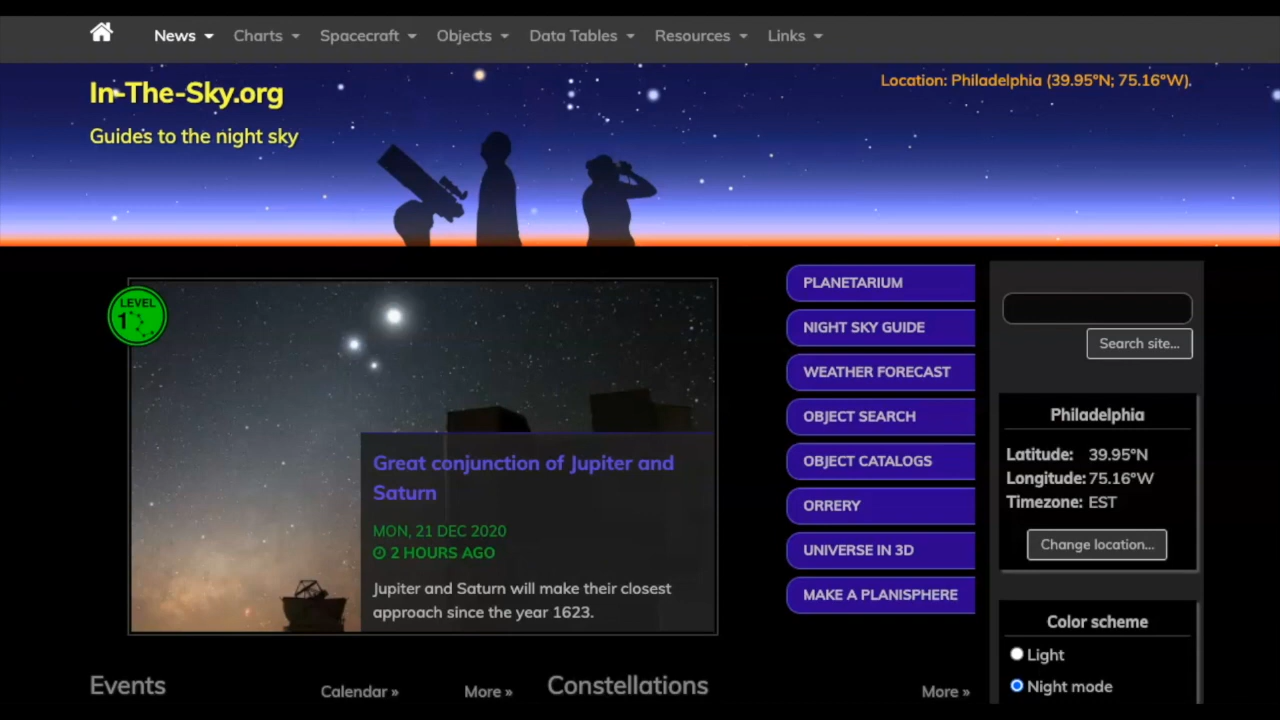 News Charts Spacecraft Objects Data Tables Resources Links
In-The-Sky.org
Guides to the night sky
Location: Philadelphia (39.95°N; 75.16°W).
LEVEL
1
Great conjunction of Jupiter and
Saturn
MON, 21 DEC 2020
2 HOURS AGO
Jupiter and Saturn will make their closest
approach since the year 1623.
PLANETARIUM
NIGHT SKY GUIDE
WEATHER FORECAST
OBJECT SEARCH
OBJECT CATALOGS
ORRERY
UNIVERSE IN 3D
MAKE A PLANISPHERE
Search site...
Philadelphia
Latitude: 39.95°N
Longitude: 75.16°W
Timezone: EST
Change location...
Color scheme
Light
Night mode
Events Calendar » More »
Constellations More »